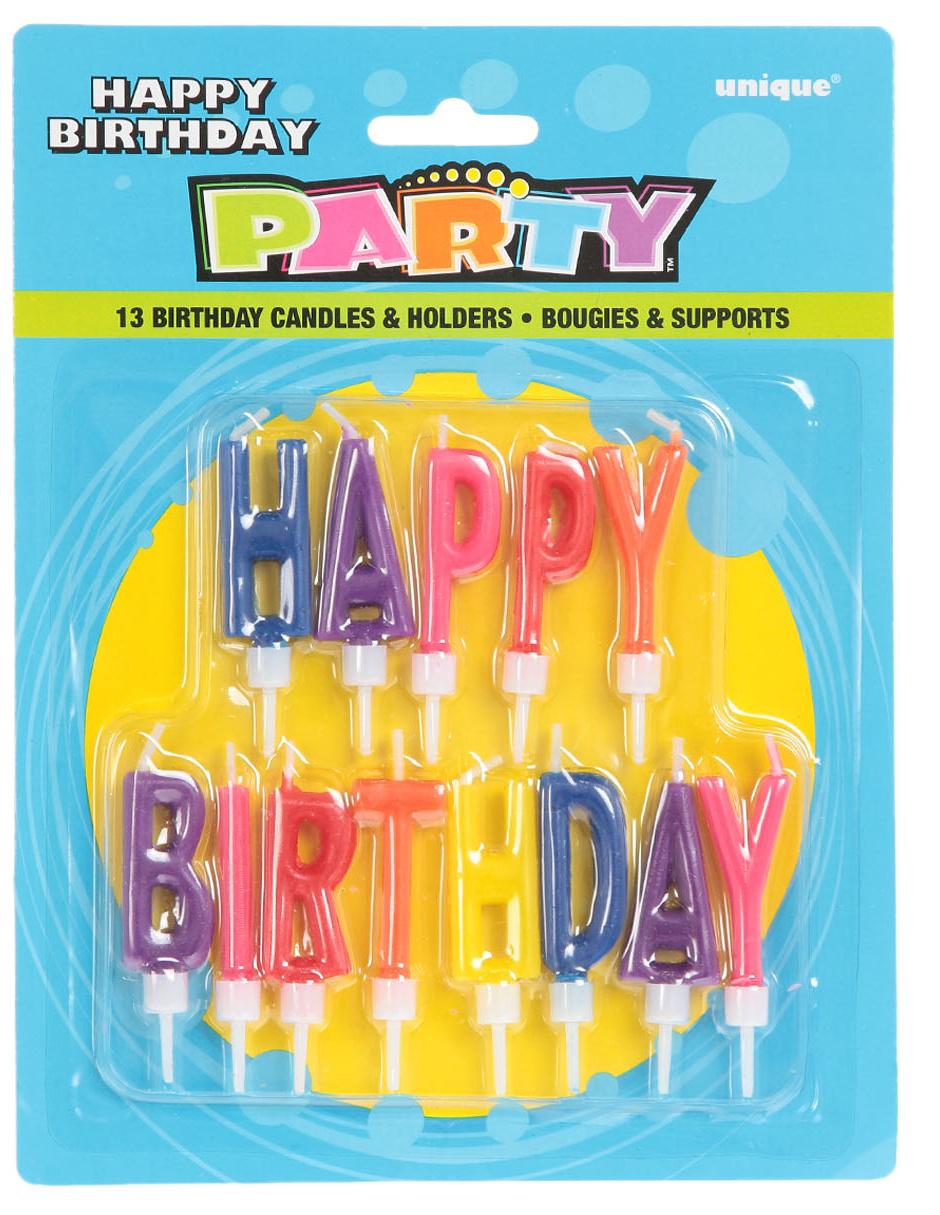 HAPPY
BIRTHDAY
unique®
PARTY™
13 BIRTHDAY CANDLES & HOLDERS • BOUGIES & SUPPORTS
HAPPY
BIRTHDAY